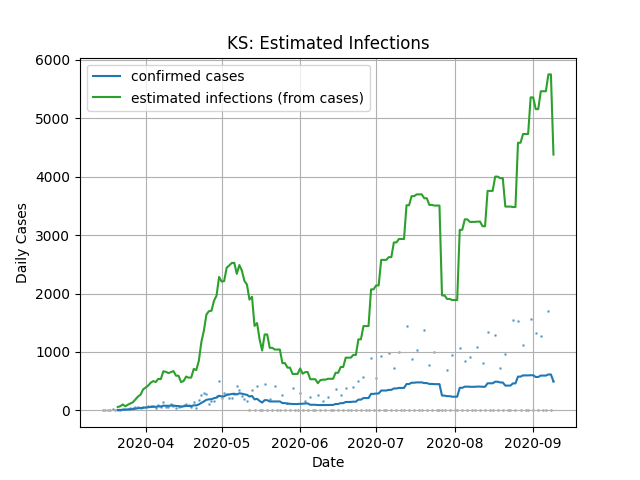 KS: Estimated Infections
confirmed cases
estimated infections (from cases)
Daily Cases
6000
5000
4000
3000
2000
1000
0
2020-04 2020-05 2020-06 2020-07 2020-08 2020-09
Date